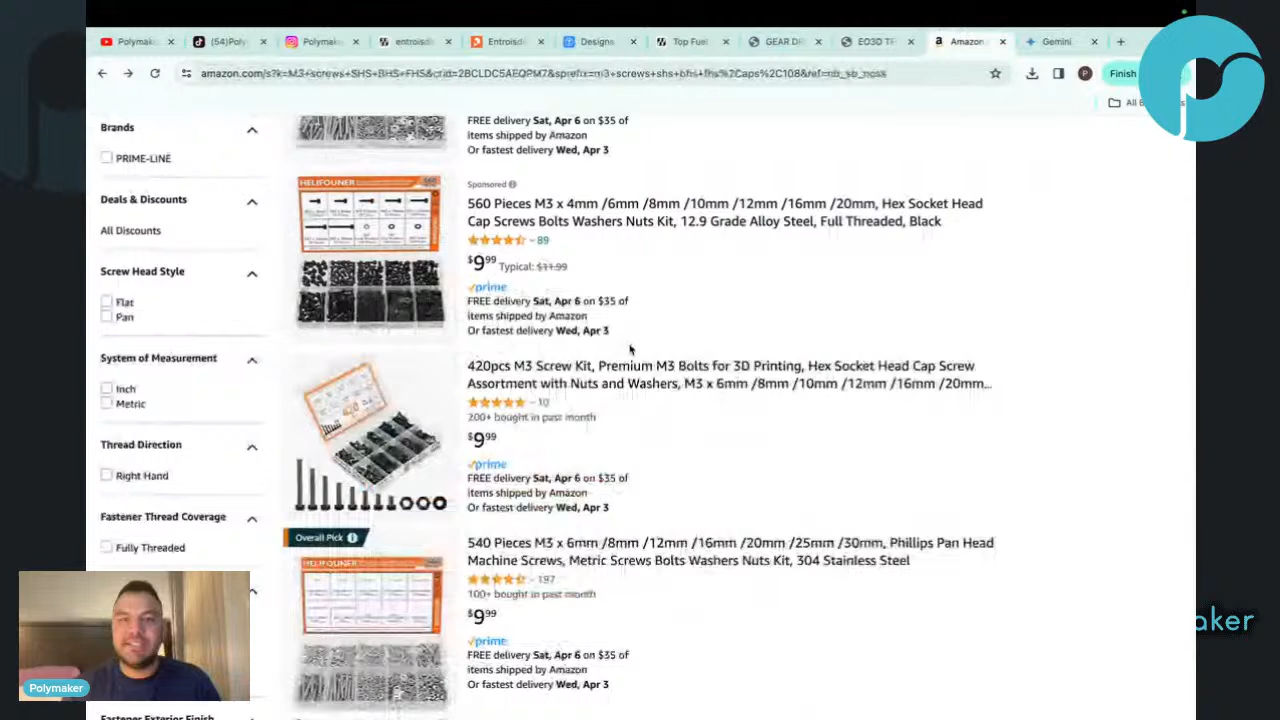 Polymake
(54)Poly
Polymak
entroisd
Entroisd
Designs
Top Fuel
GEAR D
EO3D T
Amazon
Gemini
amazon.com/s?k=M3+screws+SHS+BHS+FHS&crid=2BCLDC5AEQPM7&sprefix=m3+screws+shs+bhs+fhs%2Ccaps%2C108&ref=nb_sb_noss
Finish
All B
Brands
PRIME-LINE
Deals & Discounts
All Discounts
Screw Head Style
Flat
Pan
System of Measurement
Inch
Metric
Thread Direction
Right Hand
Fastener Thread Coverage
Fully Threaded
Fastener Exterior Finish
FREE delivery Sat, Apr 6 on $35 of
items shipped by Amazon
Or fastest delivery Wed, Apr 3
HELIFOUNER
Sponsored
560 Pieces M3 x 4mm /6mm /8mm /10mm /12mm /16mm /20mm, Hex Socket Head
Cap Screws Bolts Washers Nuts Kit, 12.9 Grade Alloy Steel, Full Threaded, Black
89
$9.99 Typical: $11.99
prime
FREE delivery Sat, Apr 6 on $35 of
items shipped by Amazon
Or fastest delivery Wed, Apr 3
420pcs M3 Screw Kit, Premium M3 Bolts for 3D Printing, Hex Socket Head Cap Screw
Assortment with Nuts and Washers, M3 x 6mm /8mm /10mm /12mm /16mm /20mm...
10
200+ bought in past month
$9.99
prime
FREE delivery Sat, Apr 6 on $35 of
items shipped by Amazon
Or fastest delivery Wed, Apr 3
Overall Pick
HELIFOUNER
540 Pieces M3 x 6mm /8mm /12mm /16mm /20mm /25mm /30mm, Phillips Pan Head
Machine Screws, Metric Screws Bolts Washers Nuts Kit, 304 Stainless Steel
197
100+ bought in past month
$9.99
prime
FREE delivery Sat, Apr 6 on $35 of
items shipped by Amazon
Or fastest delivery Wed, Apr 3
Polymaker
aker